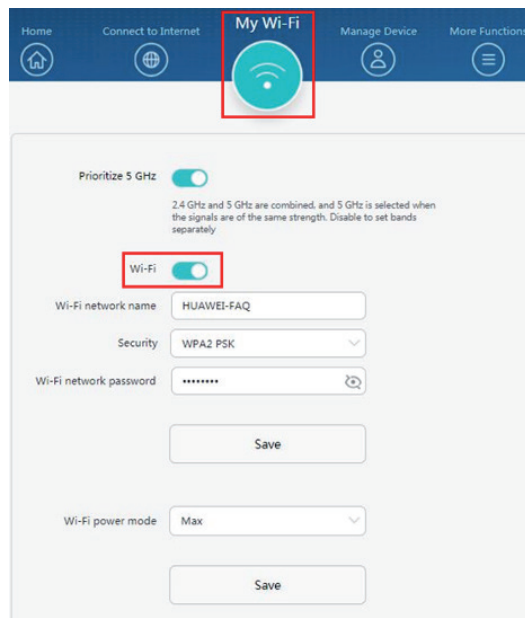 Home
Connect to Internet
My Wi-Fi
Manage Device
More Functions
Prioritize 5 GHz
2.4 GHz and 5 GHz are combined, and 5 GHz is selected when
the signals are of the same strength. Disable to set bands
separately
Wi-Fi
Wi-Fi network name
HUAWEI-FAQ
Security
WPA2 PSK
Wi-Fi network password
••••••••
Save
Wi-Fi power mode
Max
Save